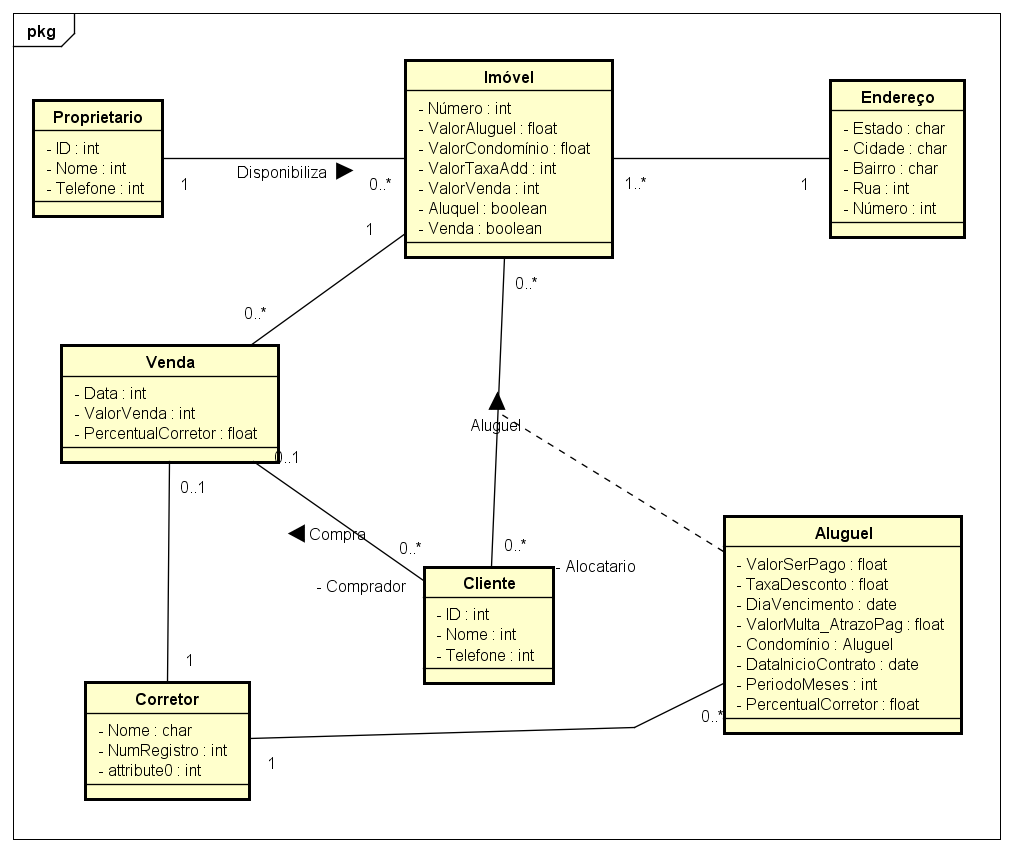 pkg
Proprietario
- ID : int
- Nome : int
- Telefone : int
1
Disponibiliza
0..*
Imóvel
- Número : int
- ValorAluguel : float
- ValorCondomínio : float
- ValorTaxaAdd : int
- ValorVenda : int
- Aluquel : boolean
- Venda : boolean
1..*
1
Endereço
- Estado : char
- Cidade : char
- Bairro : char
- Rua : int
- Número : int
1
0..*
0..*
Venda
- Data : int
- ValorVenda : int
- PercentualCorretor : float
0..1
0..1
Aluguel
Compra
0..*
- Comprador
0..*
- Alocatario
Cliente
- ID : int
- Nome : int
- Telefone : int
Aluguel
- ValorSerPago : float
- TaxaDesconto : float
- DiaVencimento : date
- ValorMulta_AtrazoPag : float
- Condomínio : Aluguel
- DataInicioContrato : date
- PeriodoMeses : int
- PercentualCorretor : float
0..*
1
Corretor
- Nome : char
- NumRegistro : int
- attribute0 : int
1